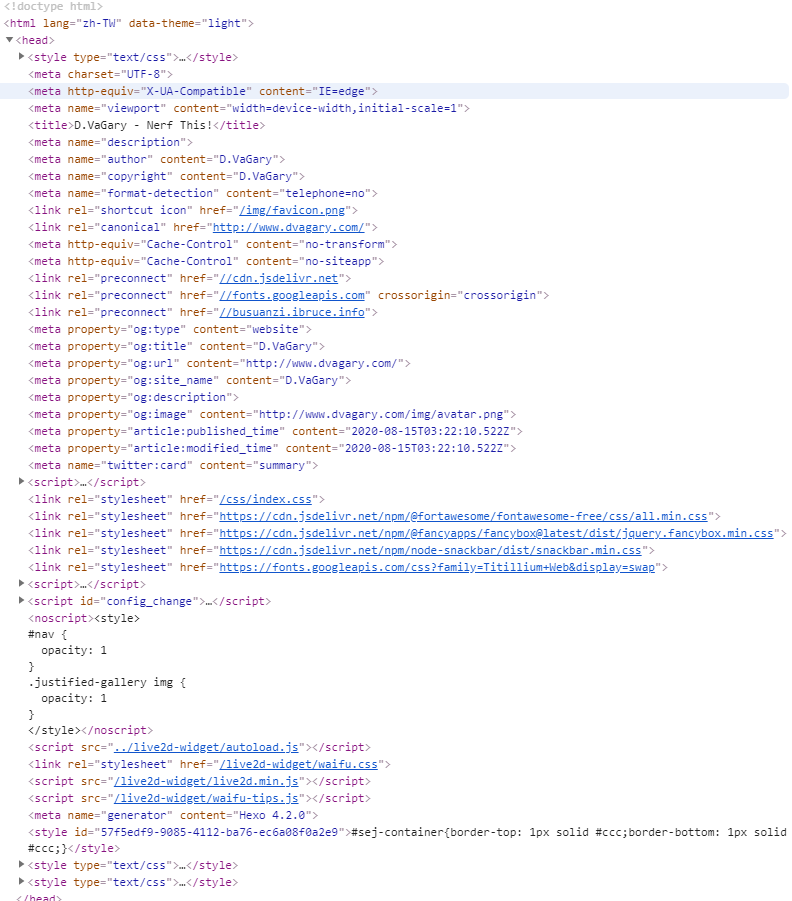 <!doctype html>
<html lang="zh-TW" data-theme="light">
▼<head>
▶<style type="text/css">…</style>
<meta charset="UTF-8">
<meta http-equiv="X-UA-Compatible" content="IE=edge">
<meta name="viewport" content="width=device-width,initial-scale=1">
<title>D.VaGary - Nerf This!</title>
<meta name="description">
<meta name="author" content="D.VaGary">
<meta name="copyright" content="D.VaGary">
<meta name="format-detection" content="telephone=no">
<link rel="shortcut icon" href="/img/favicon.png">
<link rel="canonical" href="http://www.dvagary.com/">
<meta http-equiv="Cache-Control" content="no-transform">
<meta http-equiv="Cache-Control" content="no-siteapp">
<link rel="preconnect" href="//cdn.jsdelivr.net">
<link rel="preconnect" href="//fonts.googleapis.com" crossorigin="crossorigin">
<link rel="preconnect" href="//busuanzi.ibruce.info">
<meta property="og:type" content="website">
<meta property="og:title" content="D.VaGary">
<meta property="og:url" content="http://www.dvagary.com/">
<meta property="og:site_name" content="D.VaGary">
<meta property="og:description">
<meta property="og:image" content="http://www.dvagary.com/img/avatar.png">
<meta property="article:published_time" content="2020-08-15T03:22:10.522Z">
<meta property="article:modified_time" content="2020-08-15T03:22:10.522Z">
<meta name="twitter:card" content="summary">
▶<script>…</script>
<link rel="stylesheet" href="/css/index.css">
<link rel="stylesheet" href="https://cdn.jsdelivr.net/npm/@fortawesome/fontawesome-free/css/all.min.css">
<link rel="stylesheet" href="https://cdn.jsdelivr.net/npm/@fancyapps/fancybox@latest/dist/jquery.fancybox.min.css">
<link rel="stylesheet" href="https://cdn.jsdelivr.net/npm/node-snackbar/dist/snackbar.min.css">
<link rel="stylesheet" href="https://fonts.googleapis.com/css?family=Titillium+Web&display=swap">
▶<script>…</script>
▶<script id="config_change">…</script>
<noscript><style>
#nav {
opacity: 1
}
.justified-gallery img {
opacity: 1
}
</style></noscript>
<script src="../live2d-widget/autoload.js"></script>
<link rel="stylesheet" href="/live2d-widget/waifu.css">
<script src="/live2d-widget/live2d.min.js"></script>
<script src="/live2d-widget/waifu-tips.js"></script>
<meta name="generator" content="Hexo 4.2.0">
<style id="57f5edf9-9085-4112-ba76-ec6a08f0a2e9">#sej-container{border-top: 1px solid #ccc;border-bottom: 1px solid
#ccc;}</style>
▶<style type="text/css">…</style>
▶<style type="text/css">…</style>
</head>